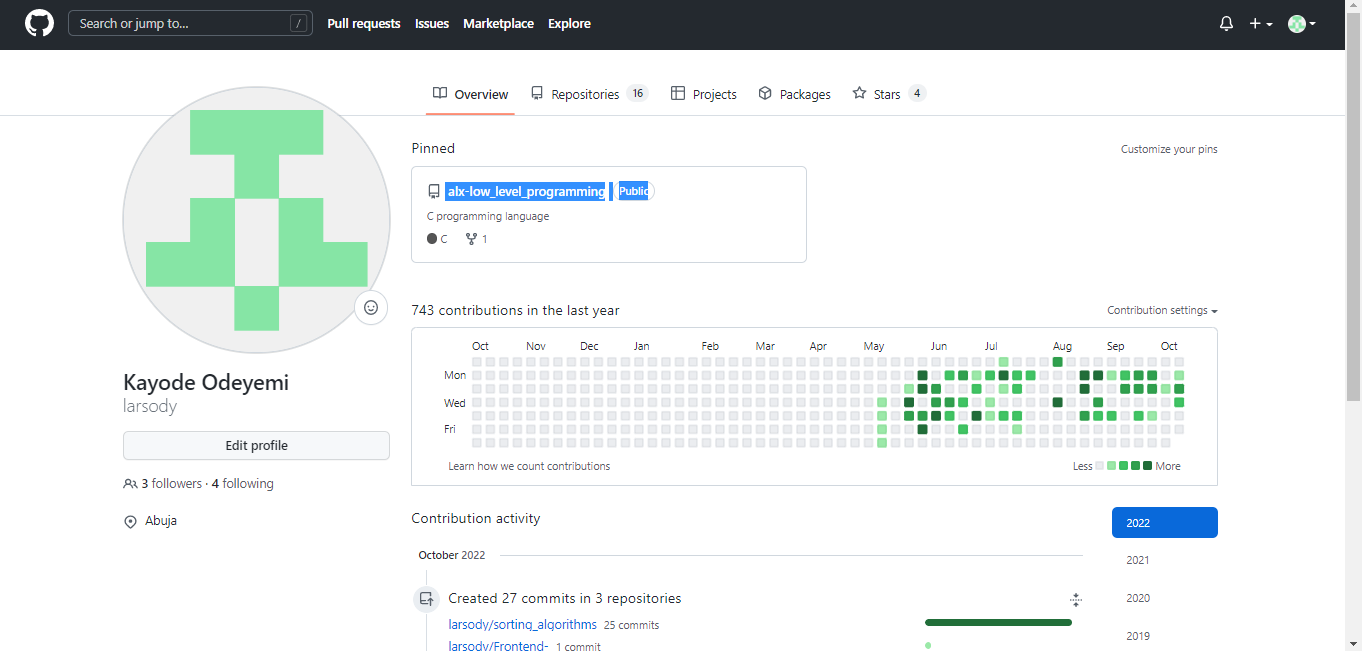 Search or jump to... / Pull requests Issues Marketplace Explore
Overview Repositories 16 Projects Packages Stars 4
Pinned Customize your pins
alx-low_level_programming Public
C programming language
C 1
743 contributions in the last year Contribution settings
Oct Nov Dec Jan Feb Mar Apr May Jun Jul Aug Sep Oct
Mon
Wed
Fri
Learn how we count contributions Less More
Kayode Odeyemi
larsody
Edit profile
3 followers · 4 following
Abuja
Contribution activity
2022
2021
2020
2019
October 2022
Created 27 commits in 3 repositories
larsody/sorting_algorithms 25 commits
larsody/Frontend- 1 commit